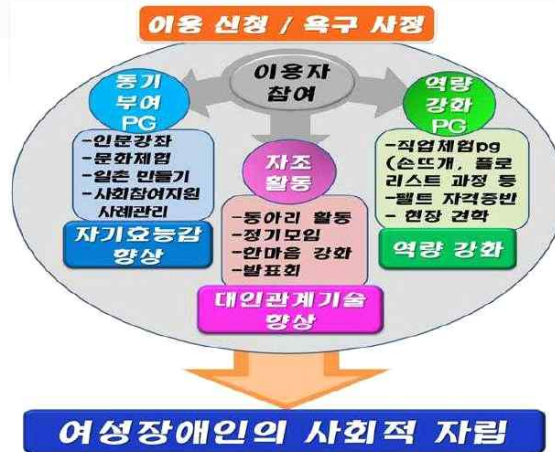 이용 신청 / 욕구 사정
이용자
참여
동기
부여
PG
-인문강좌
-문화체험
-일촌 만들기
-사회참여지원
사례관리
자기효능감
향상
자조
활동
-동아리 활동
-정기모임
-한마음 강화
-발표회
대인관계기술
향상
역량
강화
PG
-직업체험pg
(손뜨개, 플로
리스트 과정 등
-펠트 자격증반
- 현장 견학
역량 강화
여성장애인의 사회적 자립